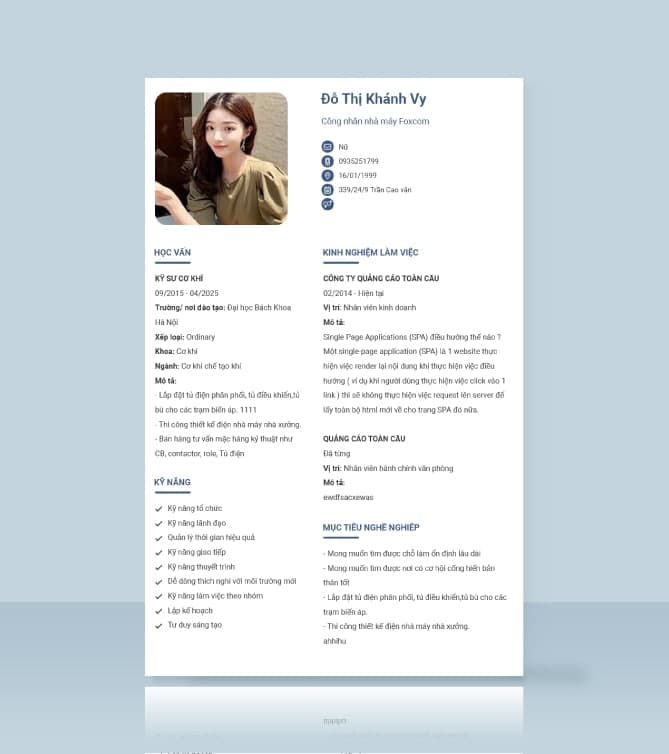 Đỗ Thị Khánh Vy
Công nhân nhà máy Foxcom
Nữ
0935251799
16/01/1999
339/24/9 Trần Cao vân
HỌC VẤN
KỸ SƯ CƠ KHÍ
09/2015 - 04/2025
Trường/ nơi đào tạo: Đại học Bách Khoa
Hà Nội
Xếp loại: Ordinary
Khoa: Cơ khí
Ngành: Cơ khí chế tạo khí
Mô tả:
- Lắp đặt tủ điện phân phối, tủ điều khiển,tủ
bù cho các trạm biến áp. 1111
- Thi công thiết kế điện nhà máy nhà xưởng.
- Bán hàng tư vấn mặc hàng kỷ thuật như
CB, contactor, role, Tủ điện
KỸ NĂNG
Kỹ năng tổ chức
Kỹ năng lãnh đạo
Quản lý thời gian hiệu quả
Kỹ năng giao tiếp
Kỹ năng thuyết trình
Dễ dàng thích nghi với môi trường mới
Kỹ năng làm việc theo nhóm
Lập kế hoạch
Tư duy sáng tạo
KINH NGHIỆM LÀM VIỆC
CÔNG TY QUẢNG CÁO TOÀN CẦU
02/2014 - Hiện tại
Vị trí: Nhân viên kinh doanh
Mô tả:
Single Page Applications (SPA) điều hướng thế nào ?
Một single-page application (SPA) là 1 website thực
hiện việc render lại nội dung khi thực hiện việc điều
hướng ( ví dụ khi người dùng thực hiện việc click vào 1
link ) thì sẽ không thực hiện việc request lên server để
lấy toàn bộ html mới về cho trang SPA đó nữa.
QUẢNG CÁO TOÀN CẦU
Đã từng
Vị trí: Nhân viên hành chính văn phòng
Mô tả:
ewdfsacxewas
MỤC TIÊU NGHỀ NGHIỆP
- Mong muốn tìm được chỗ làm ổn định lâu dài
- Mong muốn tìm được nơi có cơ hội cống hiến bản
thân tốt
- Lắp đặt tủ điện phân phối, tủ điều khiển,tủ bù cho các
trạm biến áp.
- Thi công thiết kế điện nhà máy nhà xưởng.
ahhihu